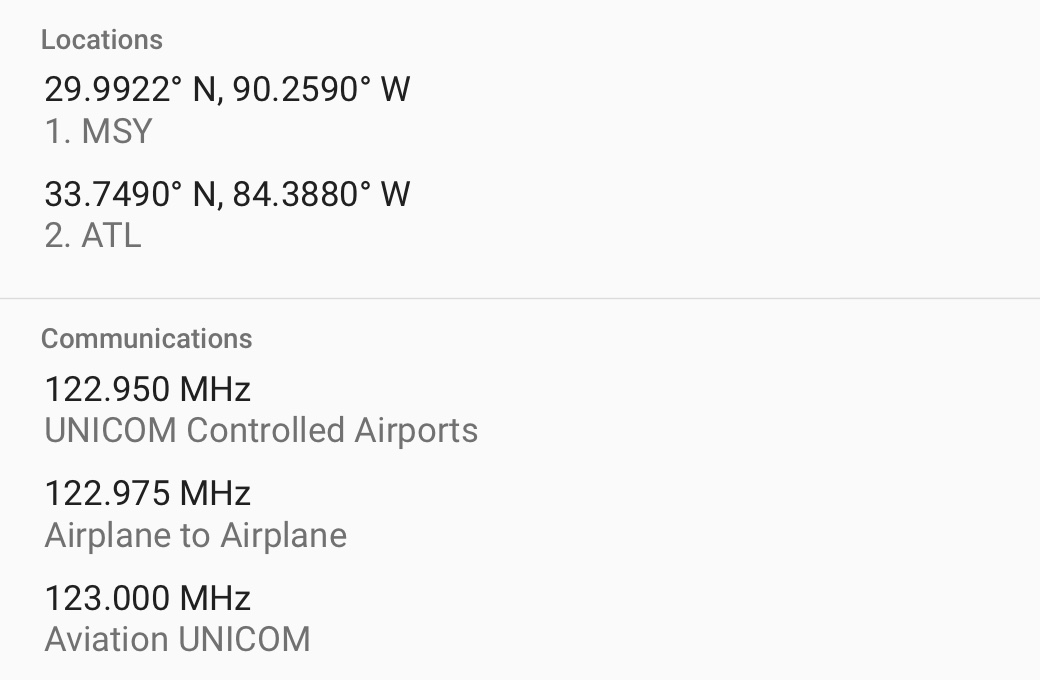 Locations
29.9922° N, 90.2590° W
1. MSY
33.7490° N, 84.3880° W
2. ATL
Communications
122.950 MHz
UNICOM Controlled Airports
122.975 MHz
Airplane to Airplane
123.000 MHz
Aviation UNICOM